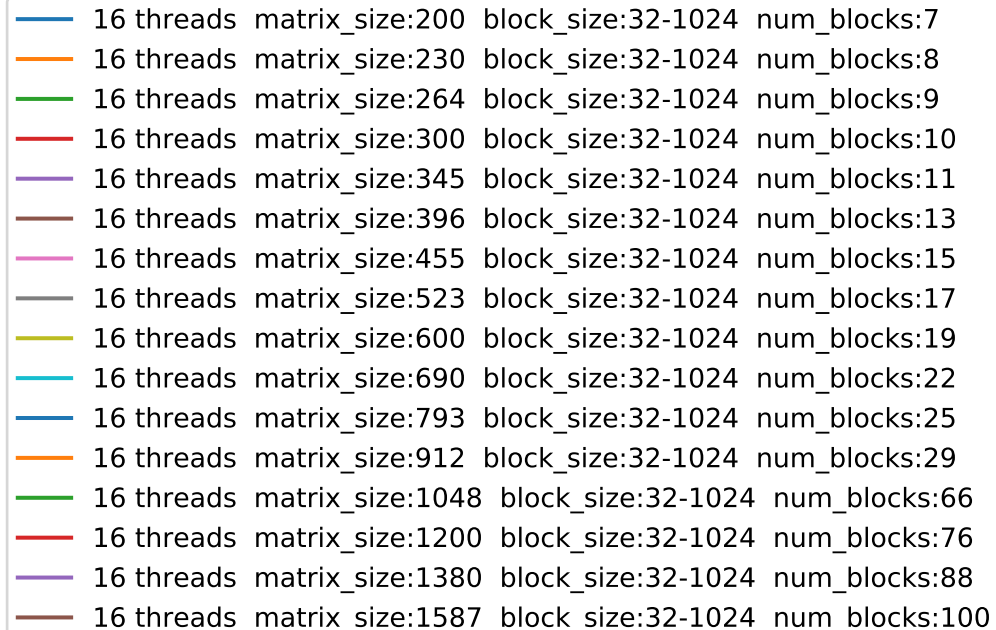 16 threads  matrix_size:200  block_size:32-1024  num_blocks:7
16 threads  matrix_size:230  block_size:32-1024  num_blocks:8
16 threads  matrix_size:264  block_size:32-1024  num_blocks:9
16 threads  matrix_size:300  block_size:32-1024  num_blocks:10
16 threads  matrix_size:345  block_size:32-1024  num_blocks:11
16 threads  matrix_size:396  block_size:32-1024  num_blocks:13
16 threads  matrix_size:455  block_size:32-1024  num_blocks:15
16 threads  matrix_size:523  block_size:32-1024  num_blocks:17
16 threads  matrix_size:600  block_size:32-1024  num_blocks:19
16 threads  matrix_size:690  block_size:32-1024  num_blocks:22
16 threads  matrix_size:793  block_size:32-1024  num_blocks:25
16 threads  matrix_size:912  block_size:32-1024  num_blocks:29
16 threads  matrix_size:1048  block_size:32-1024  num_blocks:66
16 threads  matrix_size:1200  block_size:32-1024  num_blocks:76
16 threads  matrix_size:1380  block_size:32-1024  num_blocks:88
16 threads  matrix_size:1587  block_size:32-1024  num_blocks:100